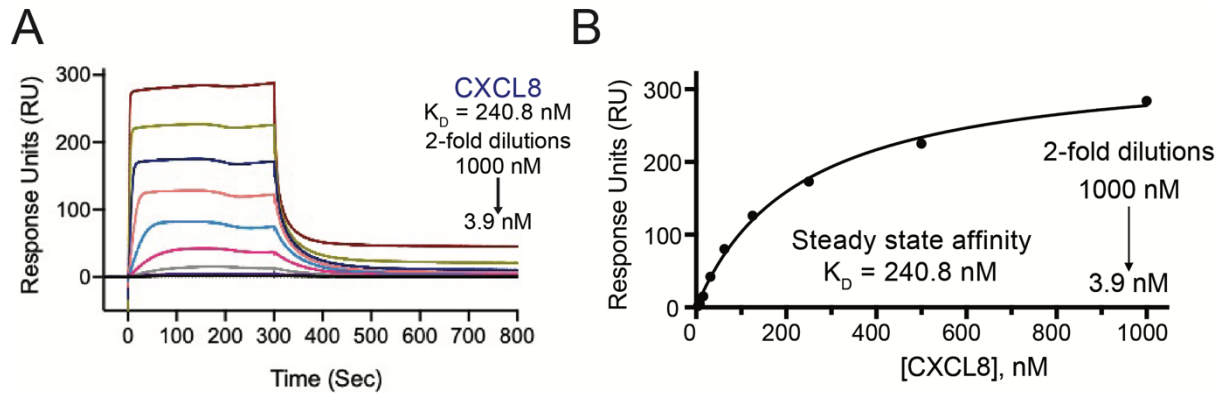 A
Response Units (RU)
300
200
100
0
CXCL8
K_D = 240.8 nM
2-fold dilutions
1000 nM
3.9 nM
0 100 200 300 400 500 600 700 800
Time (Sec)
B
Response Units (RU)
300
200
100
0
2-fold dilutions
1000 nM
3.9 nM
Steady state affinity
K_D = 240.8 nM
0 200 400 600 800 1000
[CXCL8], nM